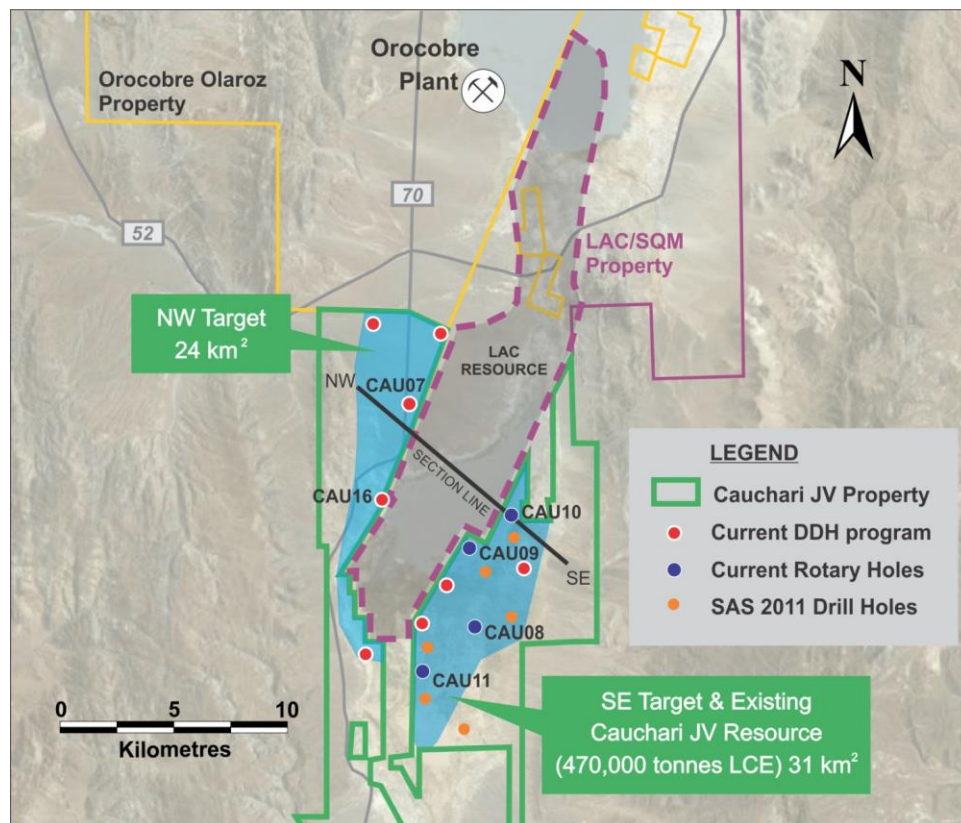 Orocobre
Plant
Orocobre Olaroz
Property
N
70
52
LAC/SQM
Property
NW Target
24 km²
LAC
RESOURCE
NW
CAU07
SECTION LINE
CAU16
CAU10
CAU09
SE
CAU08
CAU11
LEGEND
Cauchari JV Property
Current DDH program
Current Rotary Holes
SAS 2011 Drill Holes
0 5 10
Kilometres
SE Target & Existing
Cauchari JV Resource
(470,000 tonnes LCE) 31 km²